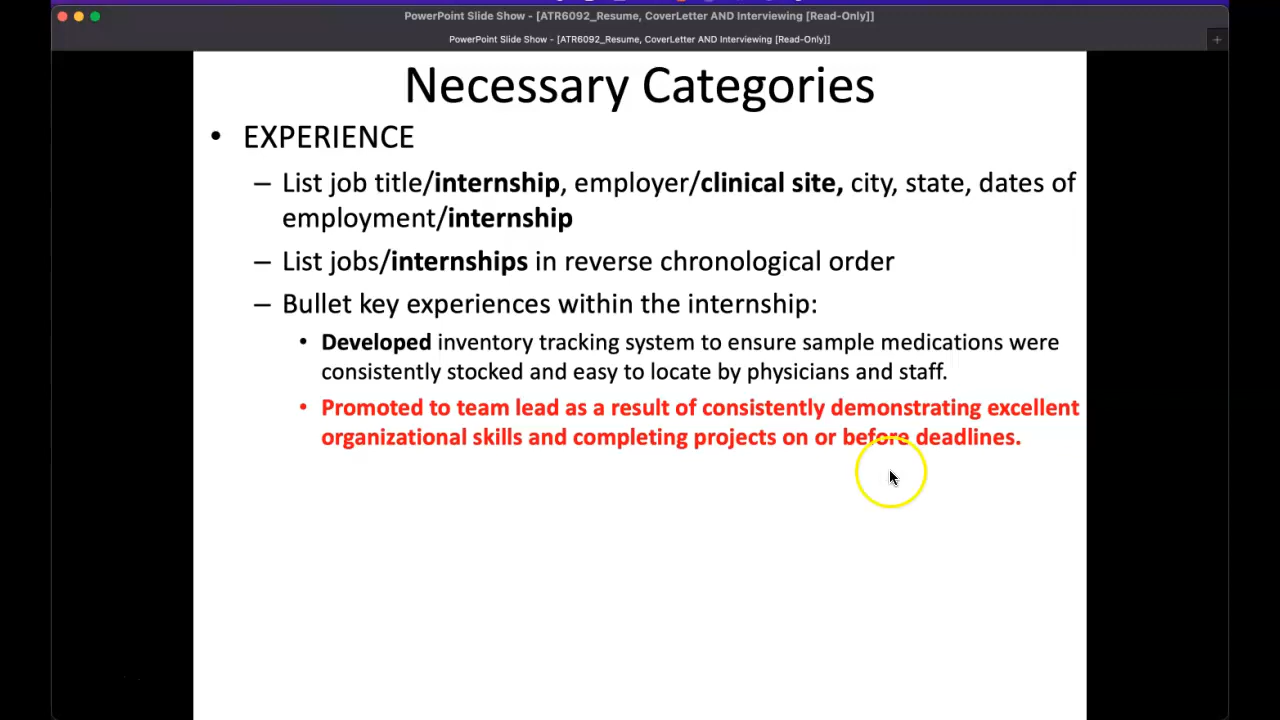 PowerPoint Slide Show - [ATR6092_Resume, CoverLetter AND Interviewing [Read-Only]]
PowerPoint Slide Show - [ATR6092_Resume, CoverLetter AND Interviewing [Read-Only]]
Necessary Categories
• EXPERIENCE
– List job title/internship, employer/clinical site, city, state, dates of
employment/internship
– List jobs/internships in reverse chronological order
– Bullet key experiences within the internship:
• Developed inventory tracking system to ensure sample medications were
consistently stocked and easy to locate by physicians and staff.
• Promoted to team lead as a result of consistently demonstrating excellent
organizational skills and completing projects on or before deadlines.